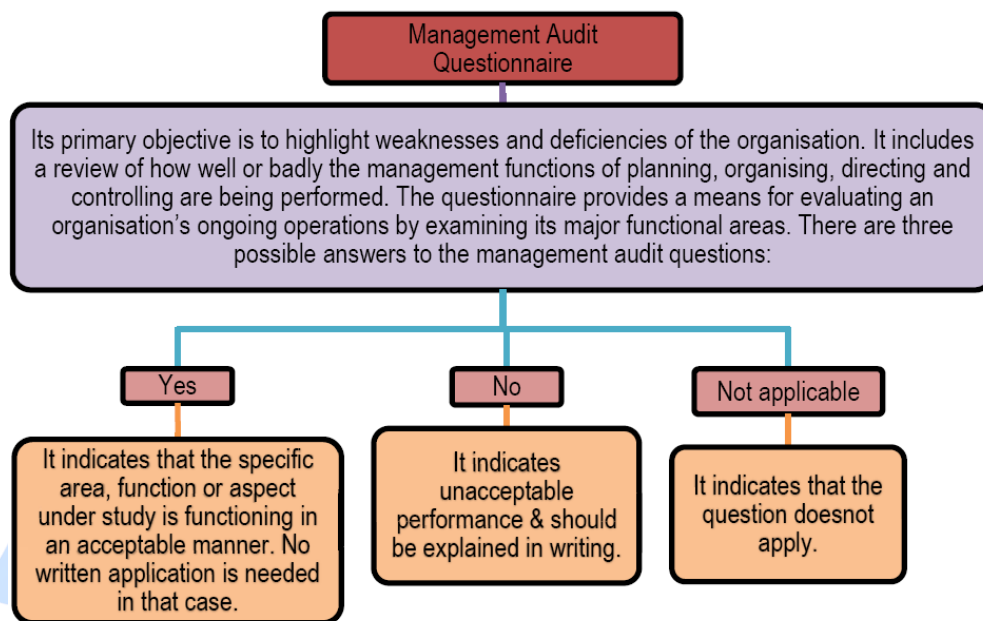 Management Audit
Questionnaire
Its primary objective is to highlight weaknesses and deficiencies of the organisation. It includes
a review of how well or badly the management functions of planning, organising, directing and
controlling are being performed. The questionnaire provides a means for evaluating an
organisation's ongoing operations by examining its major functional areas. There are three
possible answers to the management audit questions:
Yes
It indicates that the specific
area, function or aspect
under study is functioning in
an acceptable manner. No
written application is needed
in that case.
No
It indicates
unacceptable
performance & should
be explained in writing.
Not applicable
It indicates that the
question doesnot
apply.